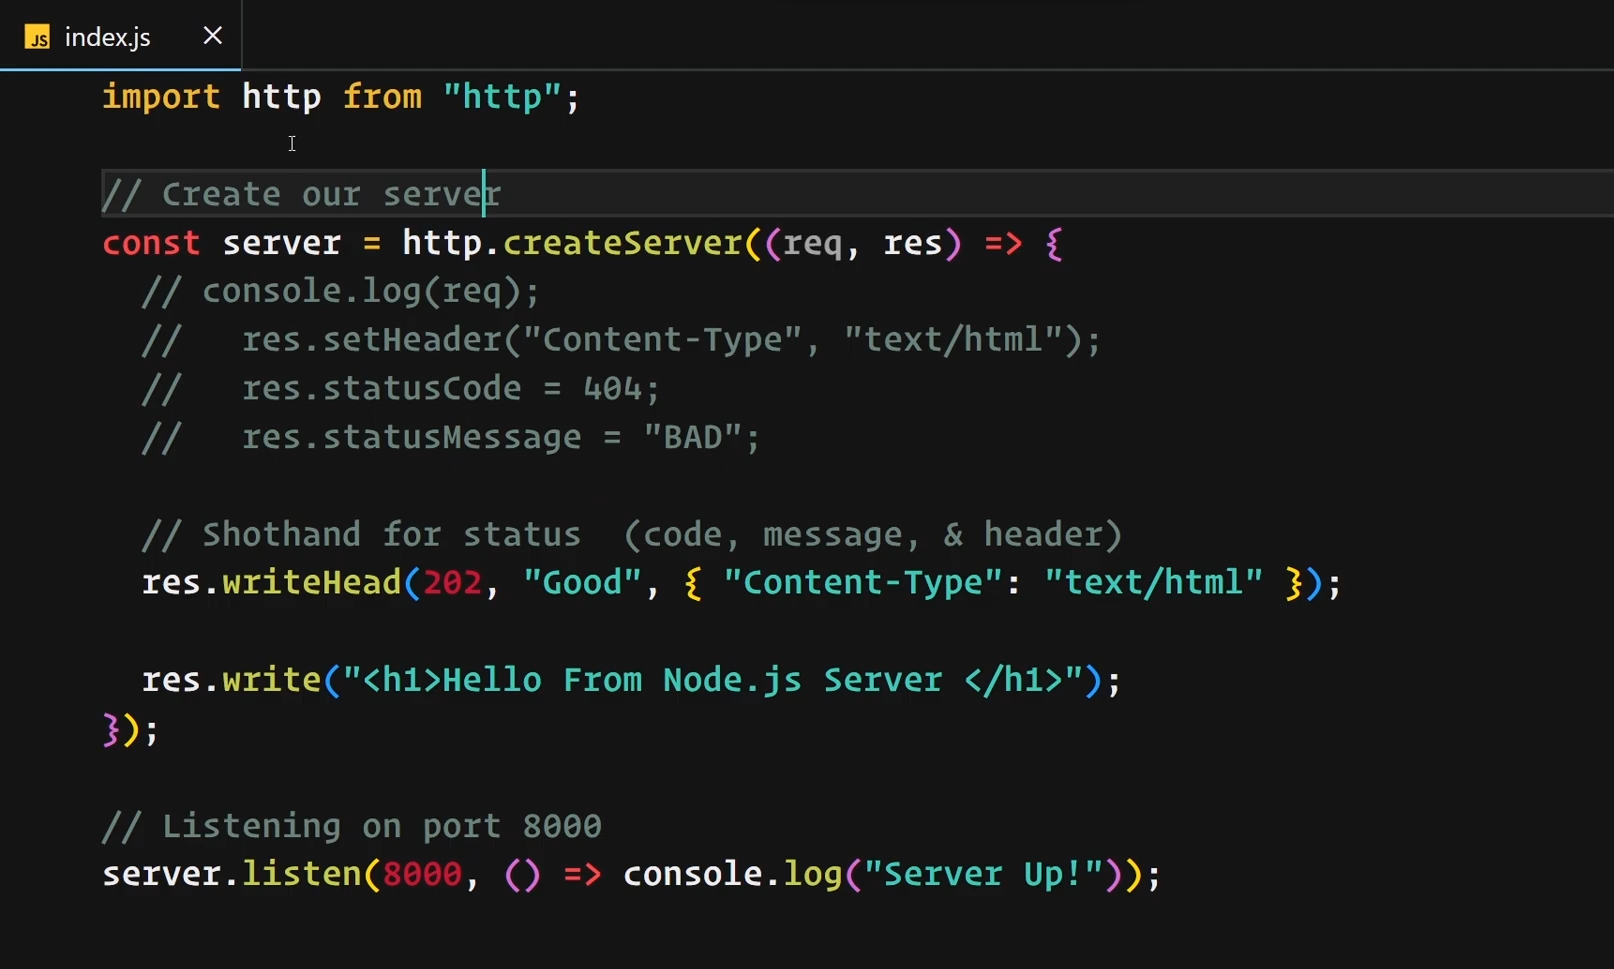 JS index.js ×
import http from "http";
// Create our server
const server = http.createServer((req, res) => {
  // console.log(req);
  //   res.setHeader("Content-Type", "text/html");
  //   res.statusCode = 404;
  //   res.statusMessage = "BAD";
  // Shothand for status  (code, message, & header)
  res.writeHead(202, "Good", { "Content-Type": "text/html" });
  res.write("<h1>Hello From Node.js Server </h1>");
});
// Listening on port 8000
server.listen(8000, () => console.log("Server Up!"));